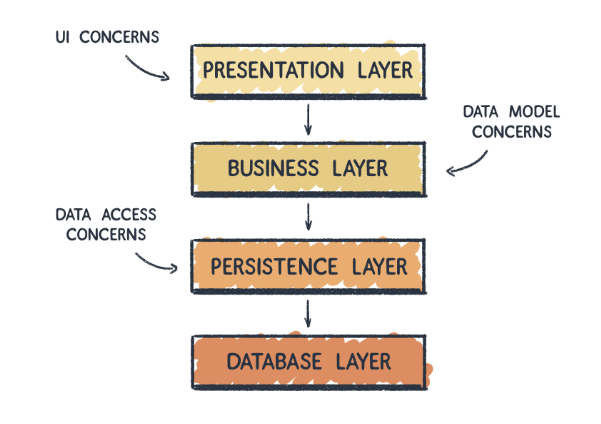 UI CONCERNS
PRESENTATION LAYER
DATA MODEL
CONCERNS
BUSINESS LAYER
DATA ACCESS
CONCERNS
PERSISTENCE LAYER
DATABASE LAYER